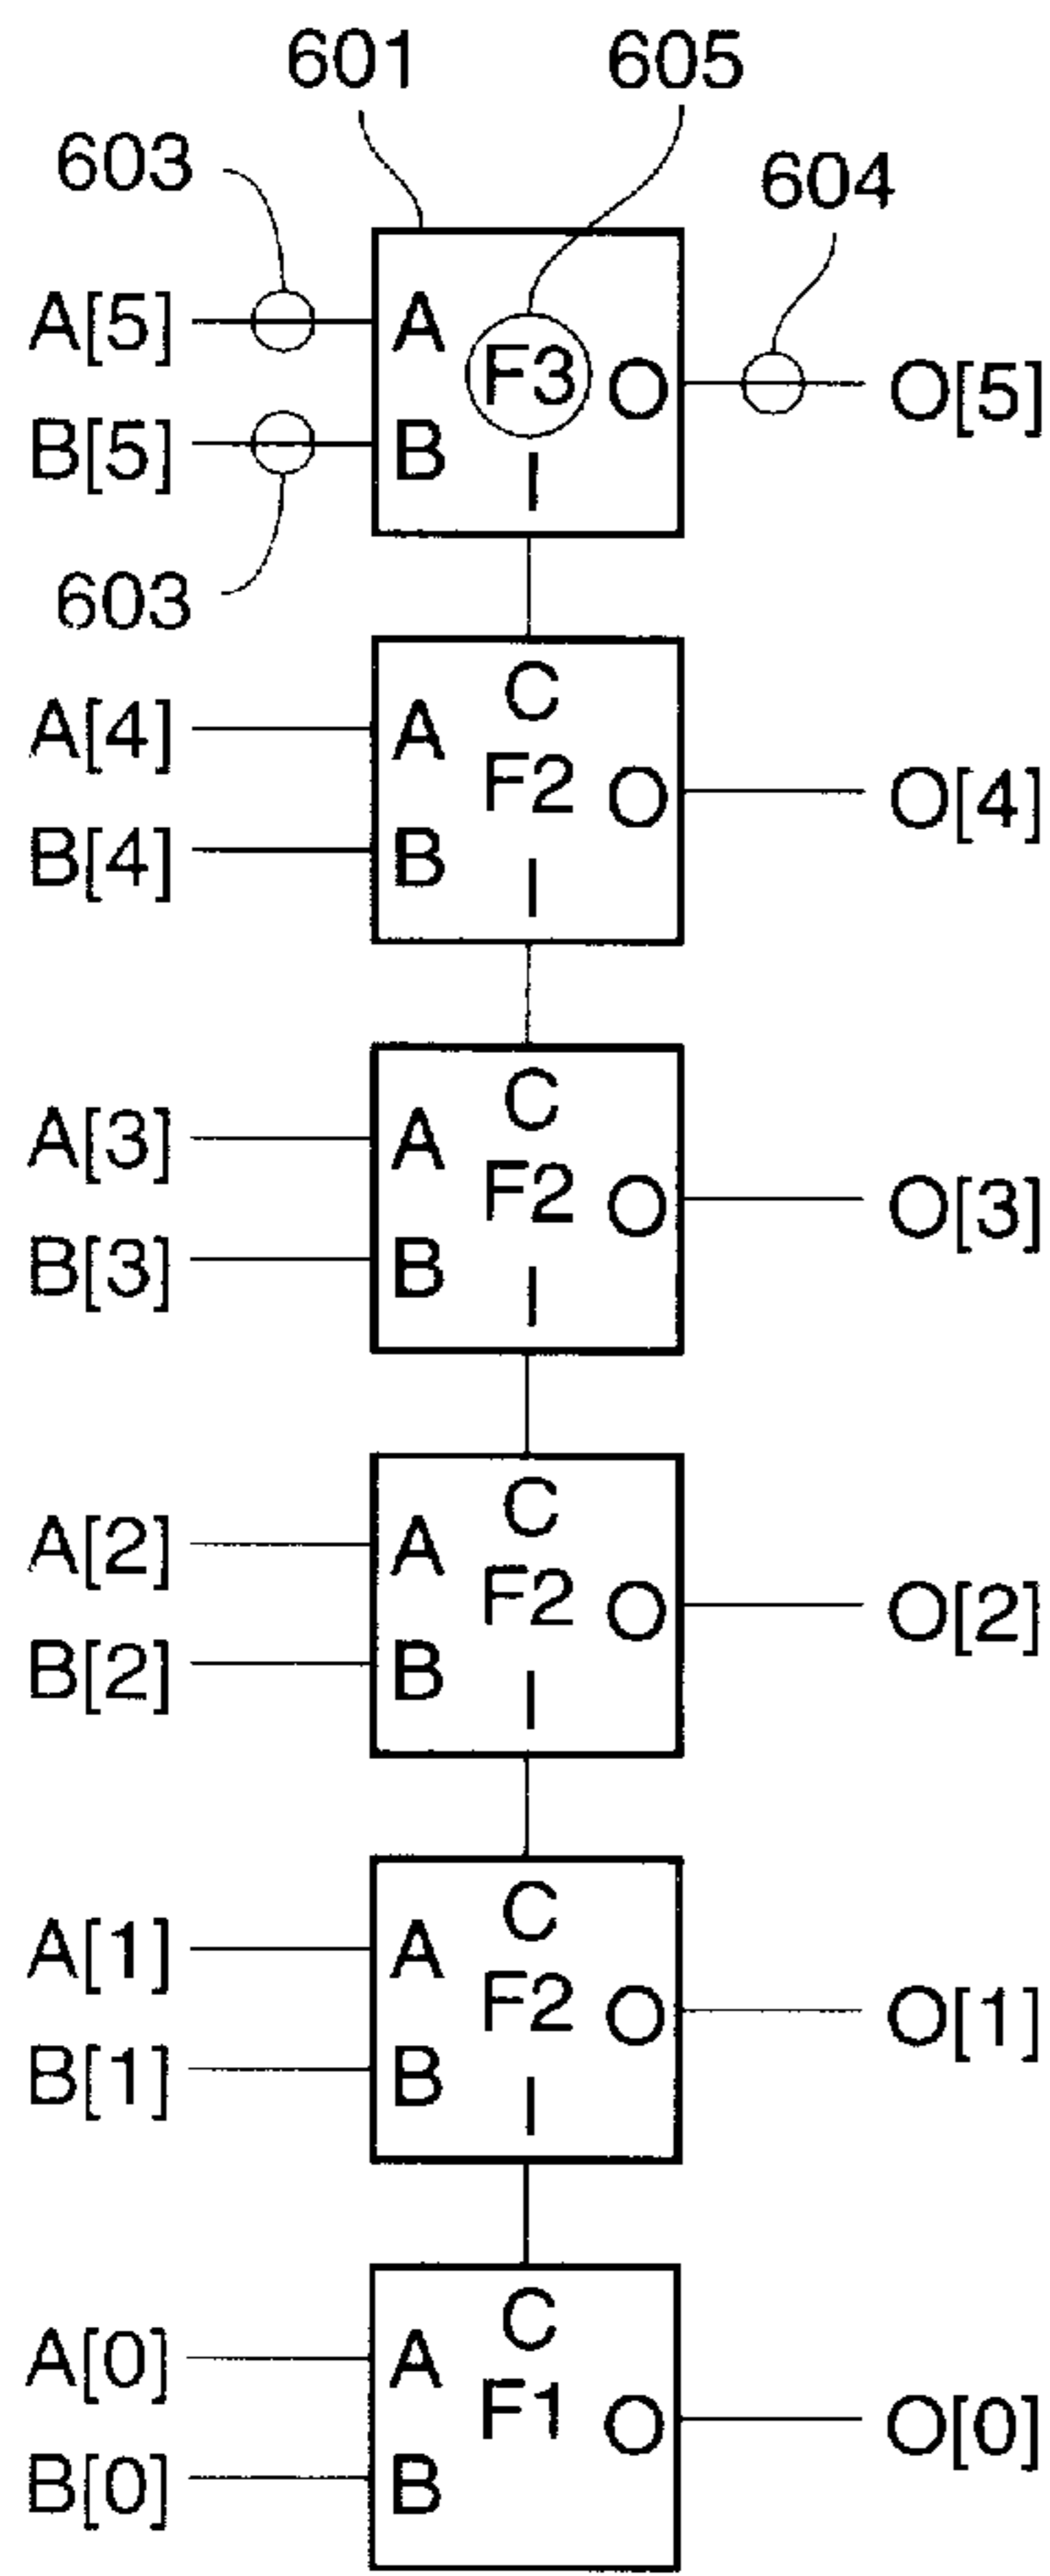 601 605
603 604
A[5] A F3 O O[5]
B[5] B I
603
C
A[4] A F2 O O[4]
B[4] B I
C
A[3] A F2 O O[3]
B[3] B I
C
A[2] A F2 O O[2]
B[2] B I
C
A[1] A F2 O O[1]
B[1] B I
C
A[0] A F1 O O[0]
B[0] B